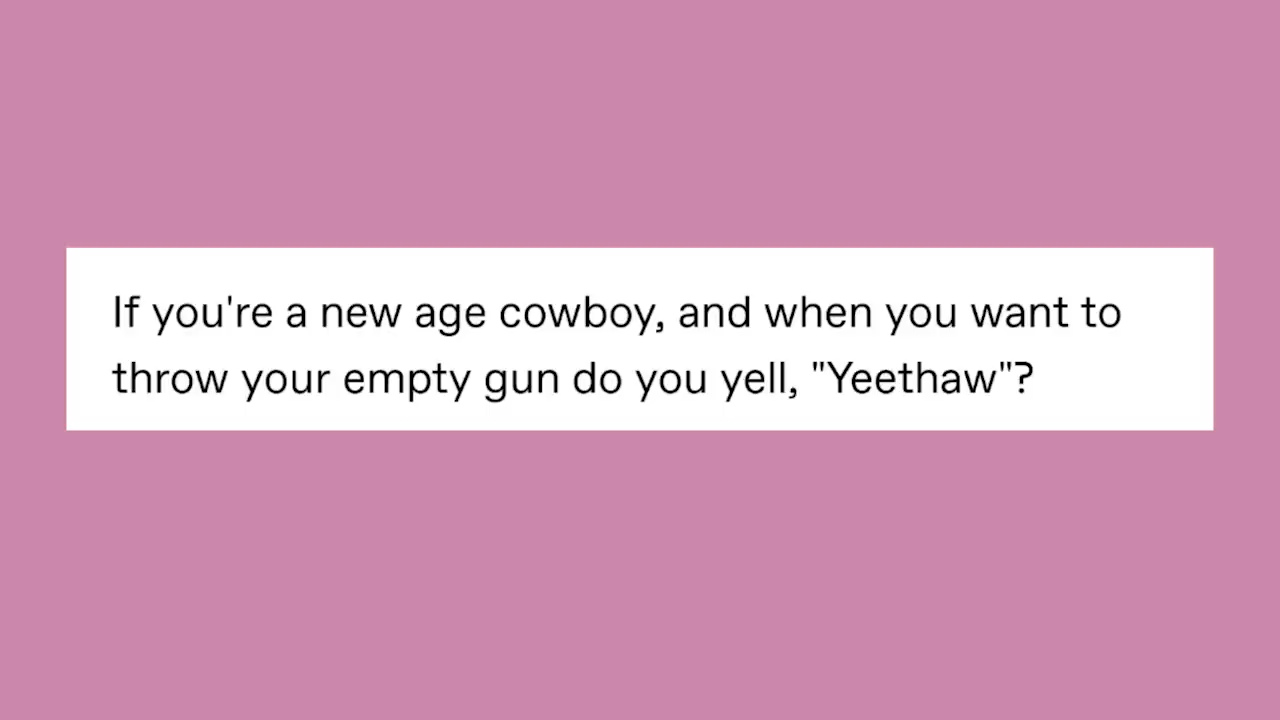 If you're a new age cowboy, and when you want to
throw your empty gun do you yell, "Yeethaw"?